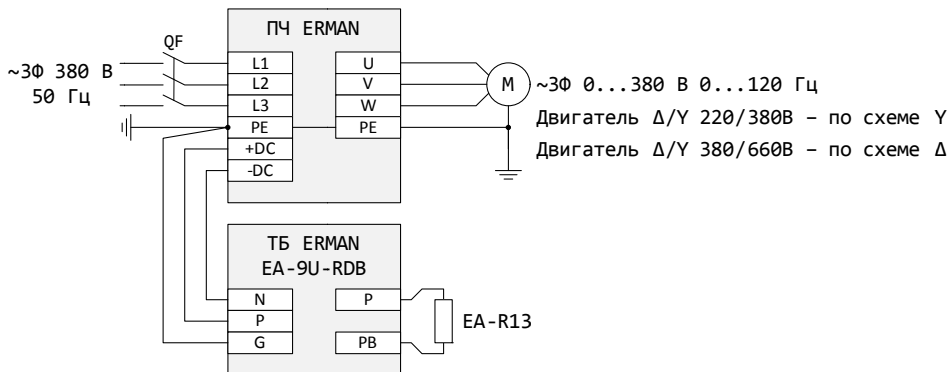 ПЧ ERMAN
QF
~3Ф 380 В
50 Гц
L1
L2
L3
PE
+DC
-DC
U
V
W
PE
M
~3Ф 0...380 В 0...120 Гц
Двигатель Δ/Y 220/380В – по схеме Y
Двигатель Δ/Y 380/660В – по схеме Δ
ТБ ERMAN
EA-9U-RDB
N
P
G
P
PB
EA-R13